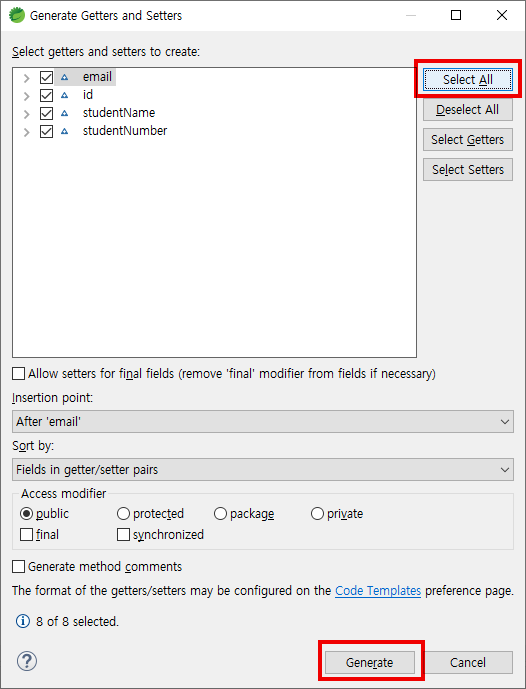 Generate Getters and Setters
Select getters and setters to create:
email
id
studentName
studentNumber
Select All
Deselect All
Select Getters
Select Setters
Allow setters for final fields (remove 'final' modifier from fields if necessary)
Insertion point:
After 'email'
Sort by:
Fields in getter/setter pairs
Access modifier
public protected package private
final synchronized
Generate method comments
The format of the getters/setters may be configured on the Code Templates preference page.
8 of 8 selected.
Generate Cancel